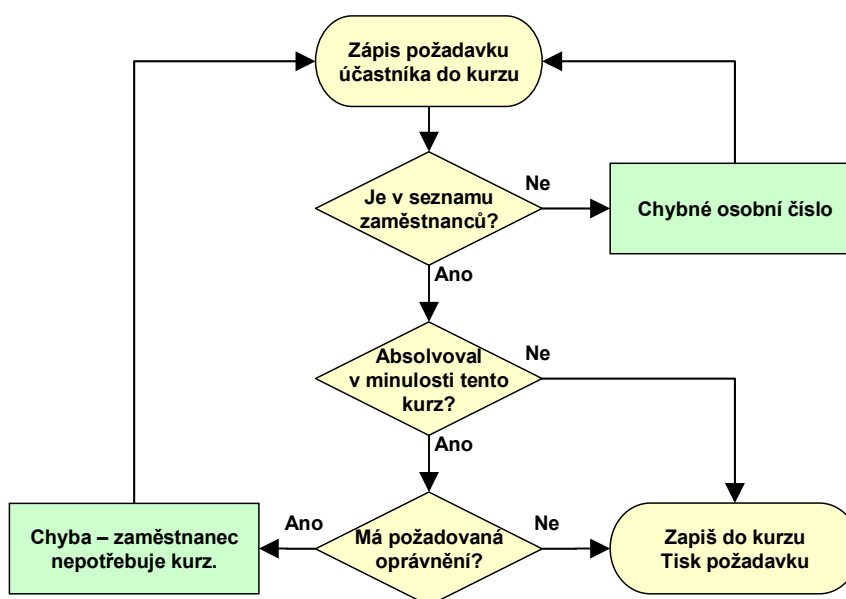 Zápis požadavku
účastníka do kurzu
Je v seznamu
zaměstnanců?
Ne
Chybné osobní číslo
Ano
Absolvoval
v minulosti tento
kurz?
Ne
Ano
Chyba – zaměstnanec
nepotřebuje kurz.
Ano
Má požadovaná
oprávnění?
Ne
Zapiš do kurzu
Tisk požadavku